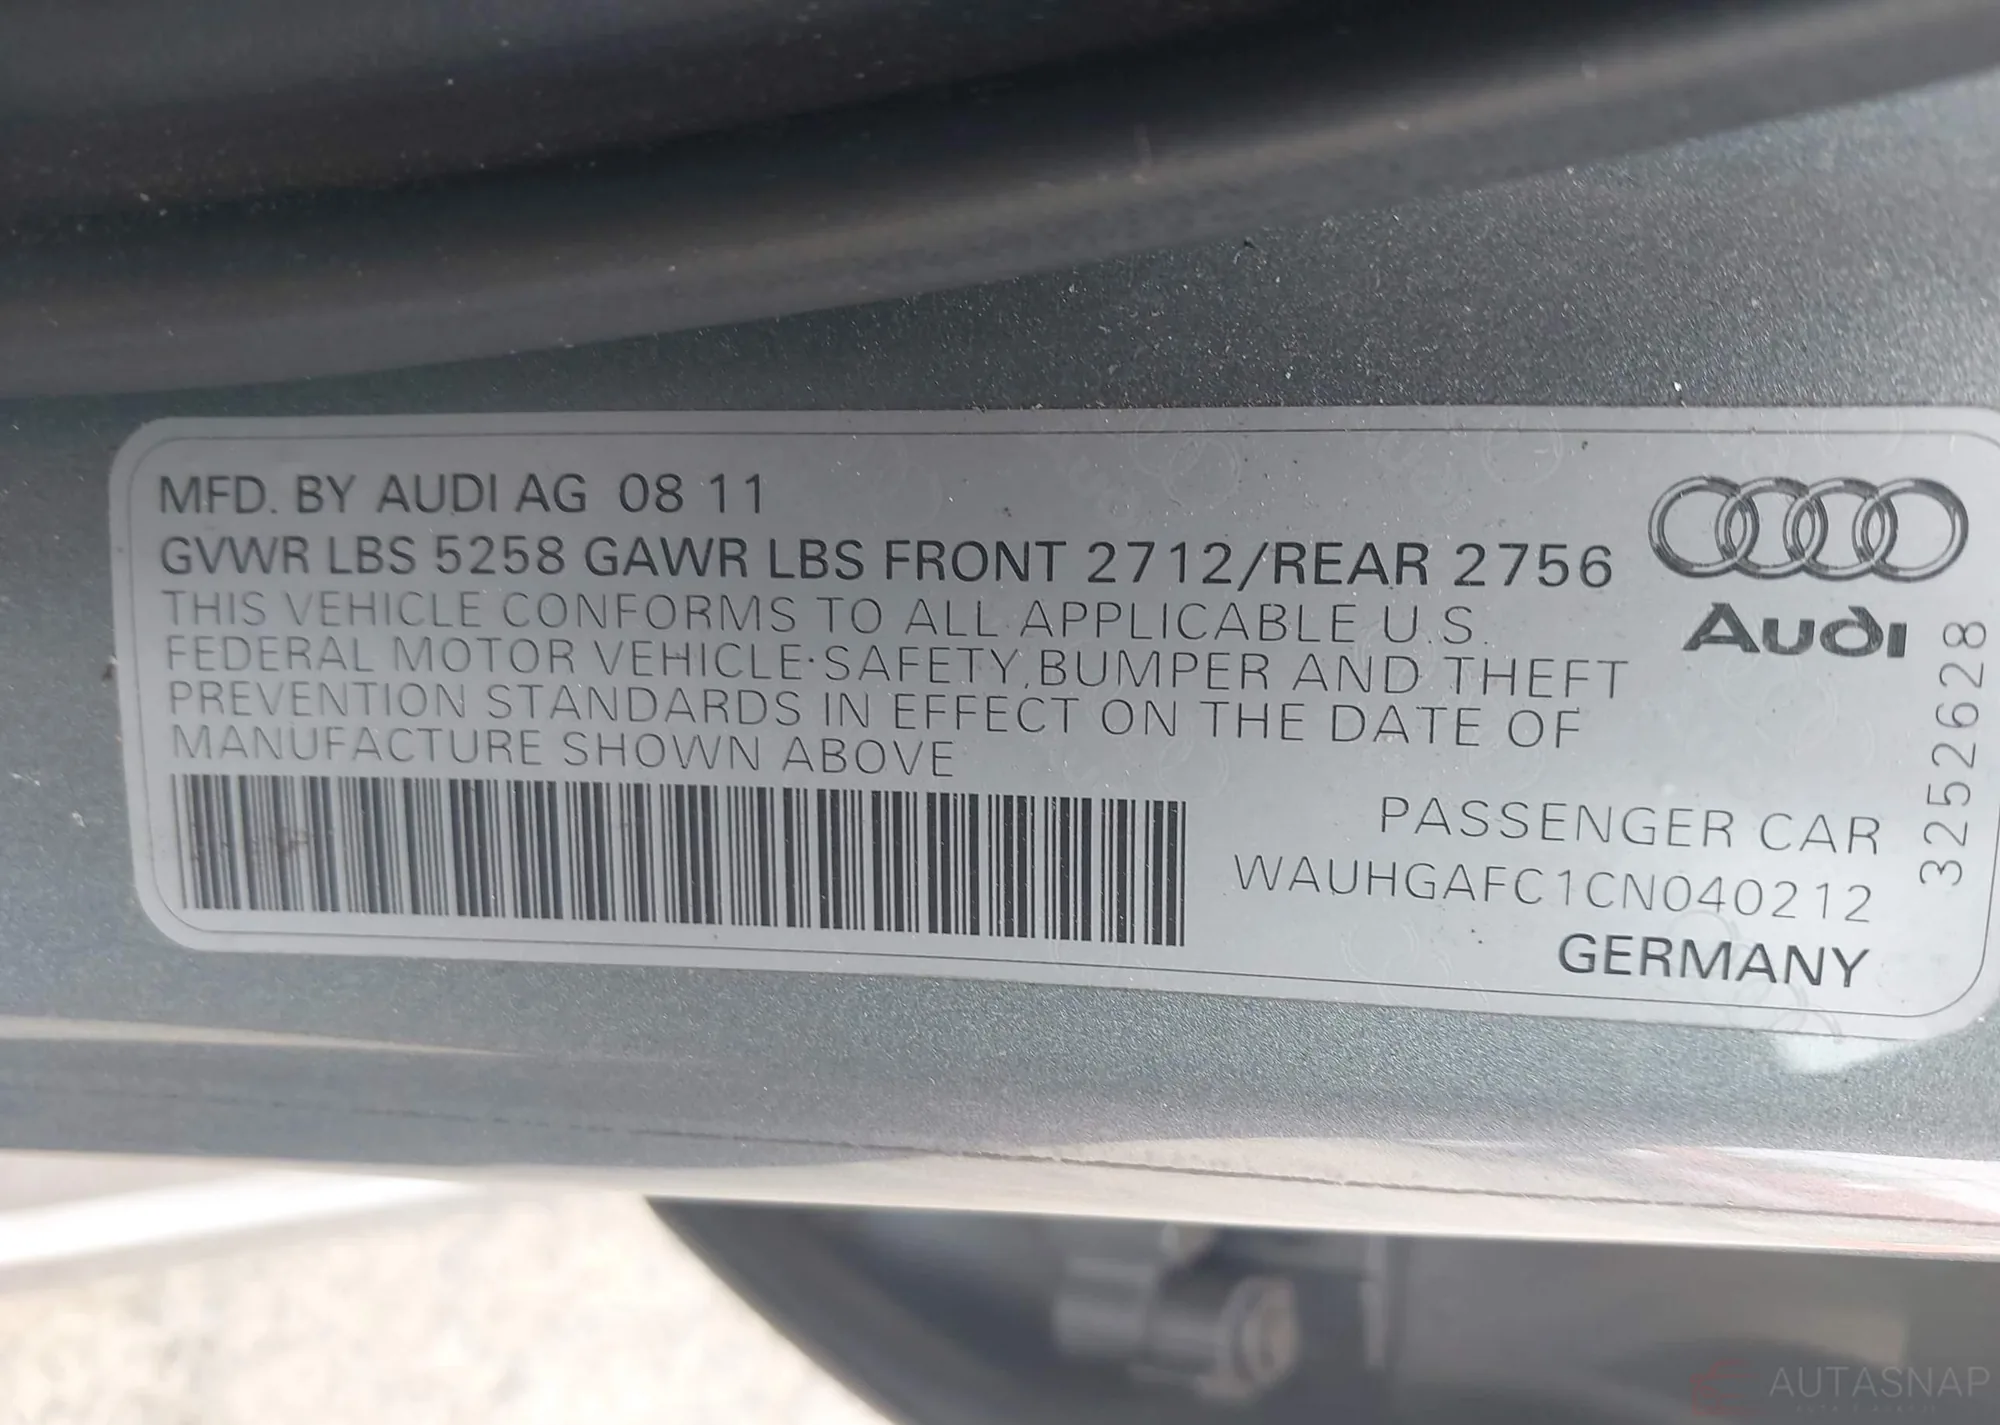 MFD. BY AUDI AG 08 11
GVWR LBS 5258 GAWR LBS FRONT 2712/REAR 2756
THIS VEHICLE CONFORMS TO ALL APPLICABLE U.S.
FEDERAL MOTOR VEHICLE SAFETY, BUMPER AND THEFT
PREVENTION STANDARDS IN EFFECT ON THE DATE OF
MANUFACTURE SHOWN ABOVE
Audi
3252628
PASSENGER CAR
WAUHGAFC1CN040212
GERMANY
AUTASNAP